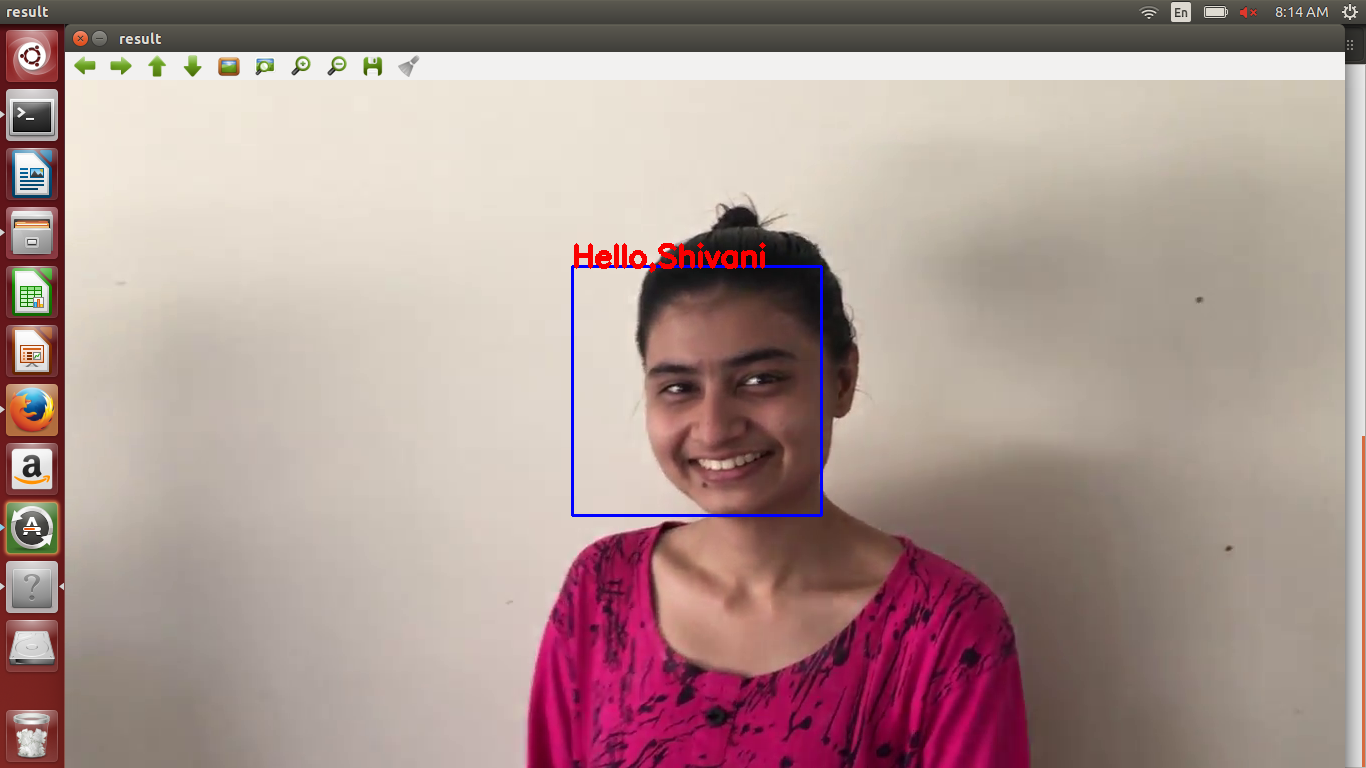 result
En
8:14 AM
result
Hello,Shivani